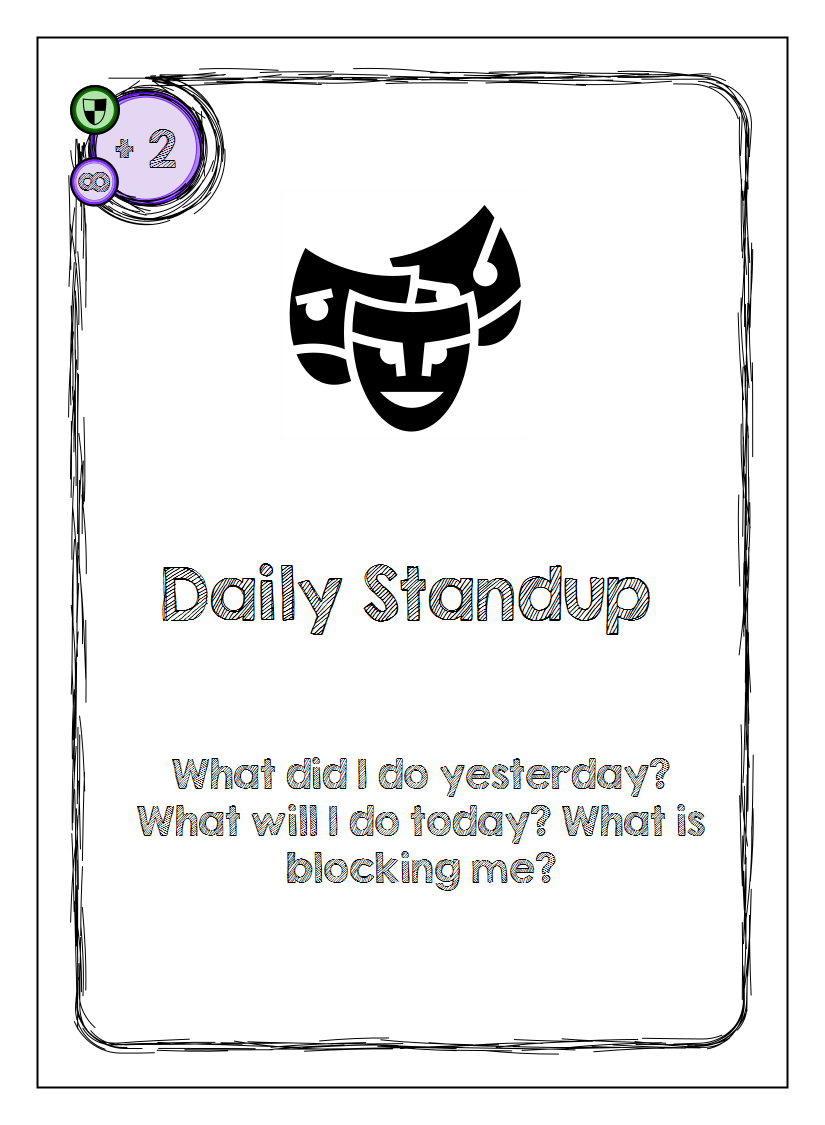 + 2
∞
Daily Standup
What did I do yesterday?
What will I do today? What is
blocking me?